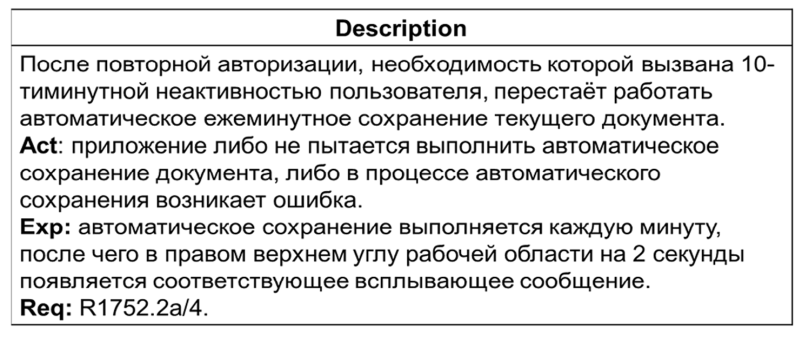 Description
После повторной авторизации, необходимость которой вызвана 10-
тиминутной неактивностью пользователя, перестаёт работать
автоматическое ежеминутное сохранение текущего документа.
Act: приложение либо не пытается выполнить автоматическое
сохранение документа, либо в процессе автоматического
сохранения возникает ошибка.
Exp: автоматическое сохранение выполняется каждую минуту,
после чего в правом верхнем углу рабочей области на 2 секунды
появляется соответствующее всплывающее сообщение.
Req: R1752.2a/4.